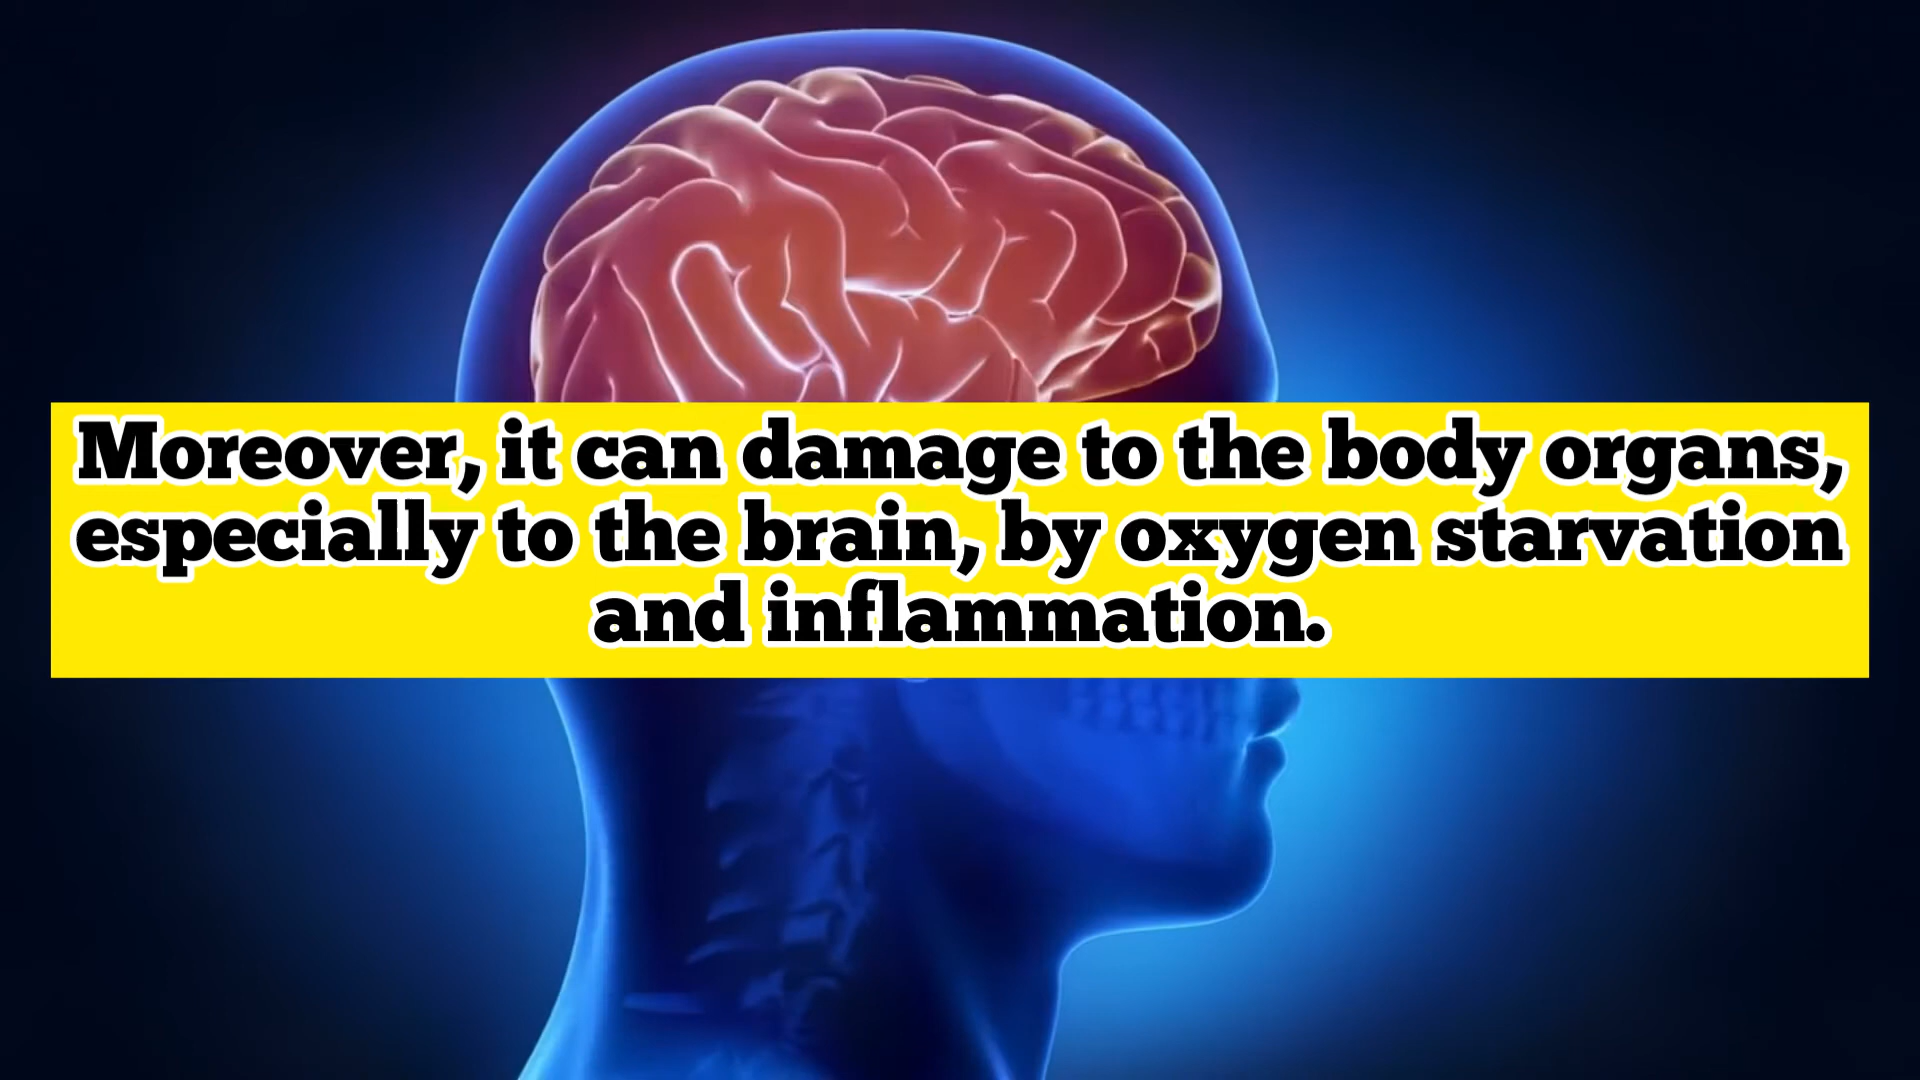 Moreover, it can damage to the body organs,
especially to the brain, by oxygen starvation
and inflammation.